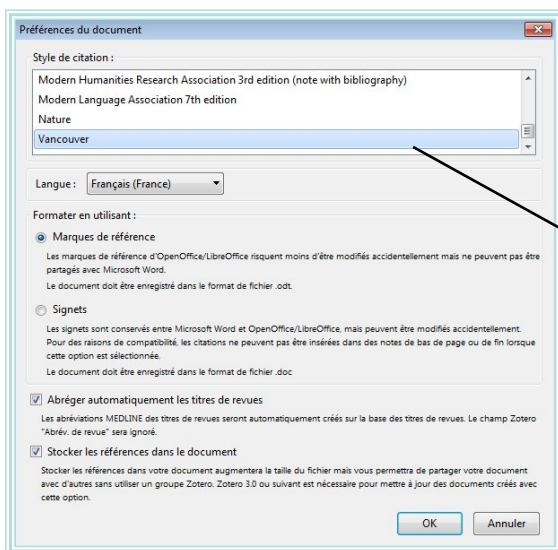 Préférences du document
Style de citation :
Modern Humanities Research Association 3rd edition (note with bibliography)
Modern Language Association 7th edition
Nature
Vancouver
Langue : Français (France)
Formater en utilisant :
Marques de référence
Les marques de référence d'OpenOffice/LibreOffice risquent moins d'être modifiés accidentellement mais ne peuvent pas être
partagés avec Microsoft Word.
Le document doit être enregistré dans le format de fichier .odt.
Signets
Les signets sont conservés entre Microsoft Word et OpenOffice/LibreOffice, mais peuvent être modifiés accidentellement.
Pour des raisons de compatibilité, les citations ne peuvent pas être insérées dans des notes de bas de page ou de fin lorsque
cette option est sélectionnée.
Le document doit être enregistré dans le format de fichier .doc
Abréger automatiquement les titres de revues
Les abréviations MEDLINE des titres de revues seront automatiquement créés sur la base des titres de revues. Le champ Zotero
"Abrév. de revue" sera ignoré.
Stocker les références dans le document
Stocker les références dans votre document augmentera la taille du fichier mais vous permettra de partager votre document
avec d'autres sans utiliser un groupe Zotero. Zotero 3.0 ou suivant est nécessaire pour mettre à jour des documents créés avec
cette option.
OK Annuler